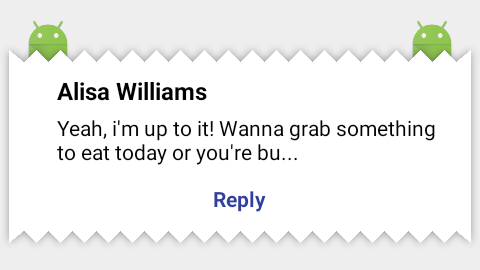 Alisa Williams
Yeah, i'm up to it! Wanna grab something
to eat today or you're bu...
Reply